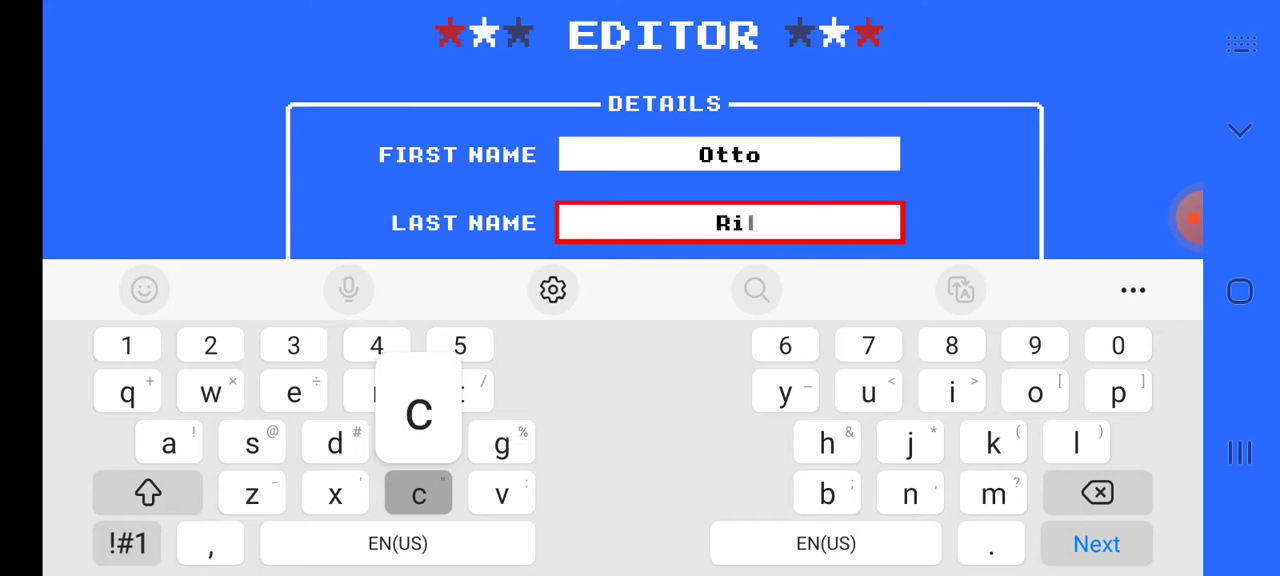 EDITOR
DETAILS
FIRST NAME Otto
LAST NAME Ri
1 2 3 4 5 6 7 8 9 0
q + w × e ÷ / y _ u < i > o [ p ]
c
a ! s @ d # g % h & j * k ( l )
z - x ' c " v : b ; n , m ?
!#1 , EN(US) EN(US) . Next